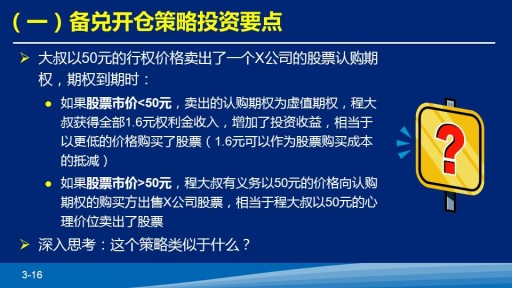 （一）备兑开仓策略投资要点
大叔以50元的行权价格卖出了一个X公司的股票认购期
权，期权到期时：
如果股票市价<50元，卖出的认购期权为虚值期权，程大
叔获得全部1.6元权利金收入，增加了投资收益，相当于
以更低的价格购买了股票（1.6元可以作为股票购买成本
的抵减）
如果股票市价>50元，程大叔有义务以50元的价格向认购
期权的购买方出售X公司股票，相当于程大叔以50元的心
理价位卖出了股票
深入思考：这个策略类似于什么？
?
3-16